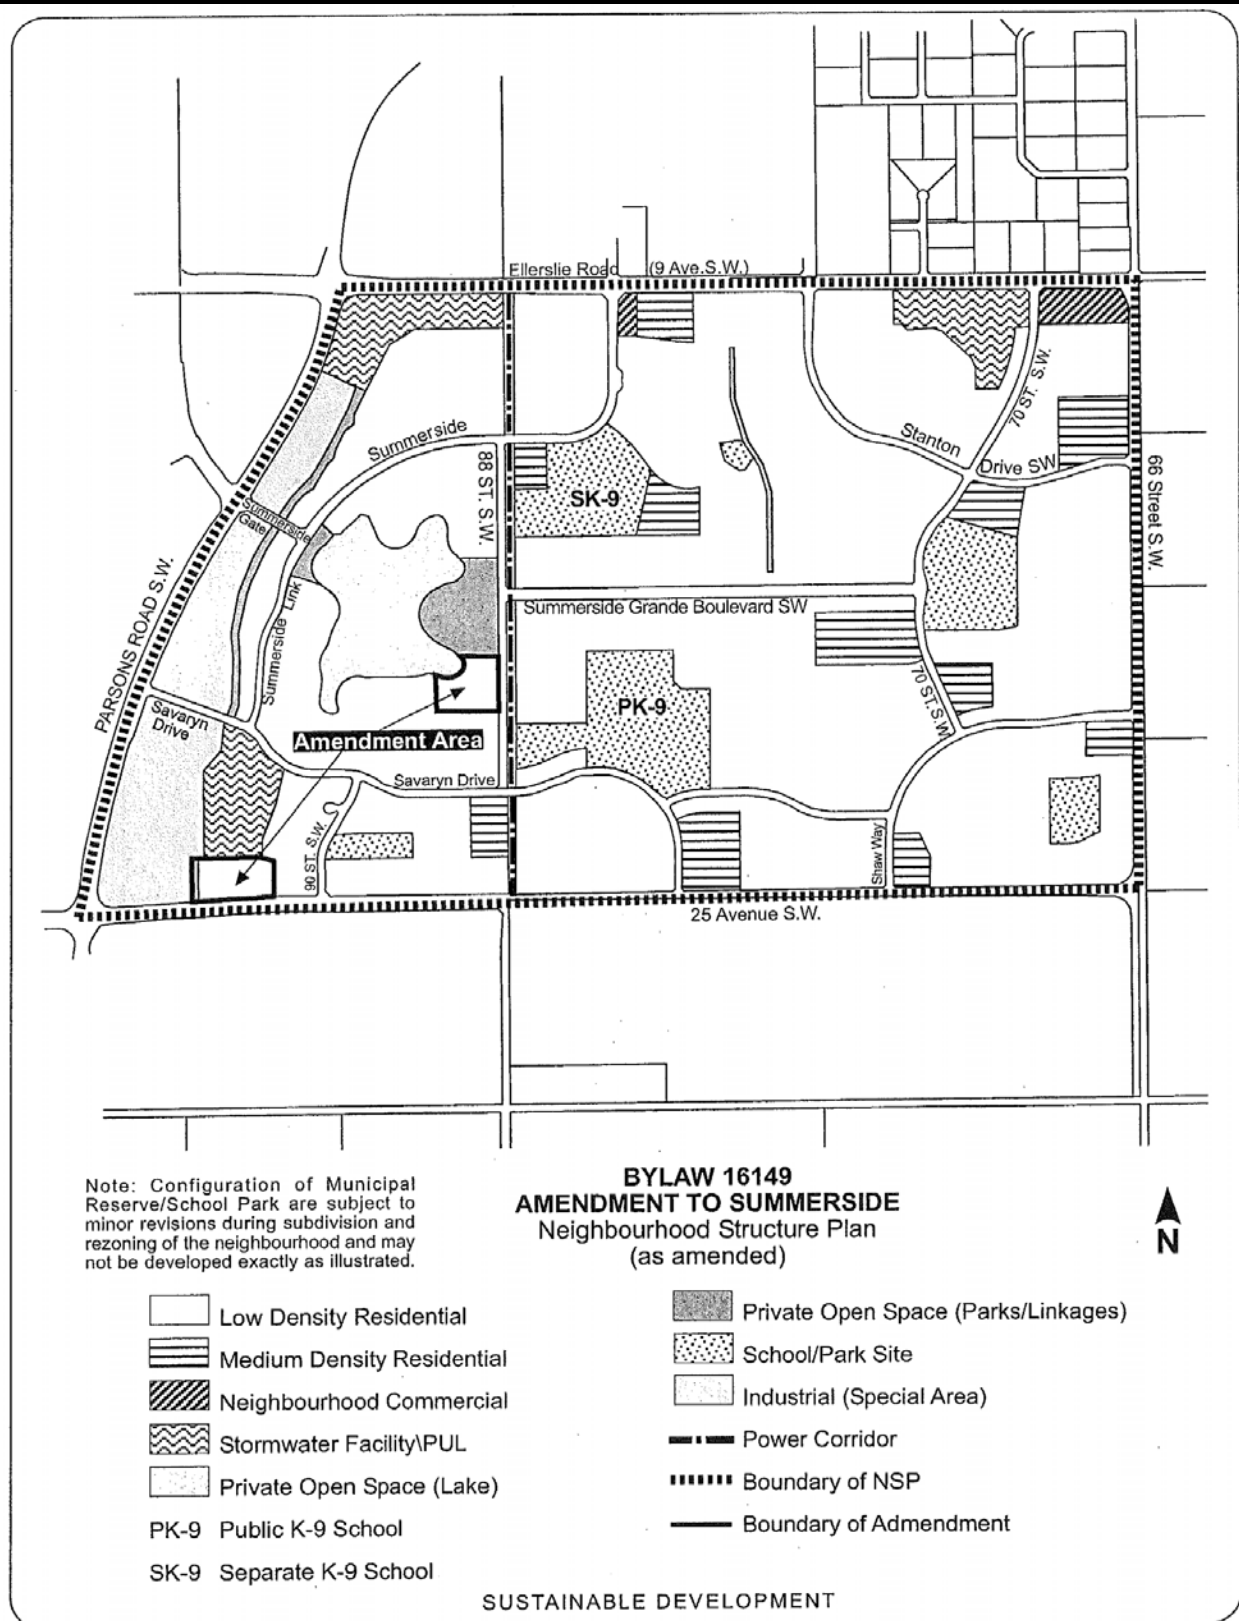 Ellerslie Road (9 Ave.S.W.)
Summerside
88 ST. S.W.
Stanton
Drive SW
70 ST. S.W.
66 Street S.W.
SK-9
Summerside
Gate
PARSONS ROAD S.W.
Summerside Link
Summerside Grande Boulevard SW
PK-9
70 ST.S.W
Savaryn
Drive
Amendment Area
Savaryn Drive
90 ST. S.W.
Shaw Way
25 Avenue S.W.
Note: Configuration of Municipal
Reserve/School Park are subject to
minor revisions during subdivision and
rezoning of the neighbourhood and may
not be developed exactly as illustrated.
BYLAW 16149
AMENDMENT TO SUMMERSIDE
Neighbourhood Structure Plan
(as amended)
N
Low Density Residential
Medium Density Residential
Neighbourhood Commercial
Stormwater Facility\PUL
Private Open Space (Lake)
PK-9 Public K-9 School
SK-9 Separate K-9 School
Private Open Space (Parks/Linkages)
School/Park Site
Industrial (Special Area)
Power Corridor
Boundary of NSP
Boundary of Admendment
SUSTAINABLE DEVELOPMENT